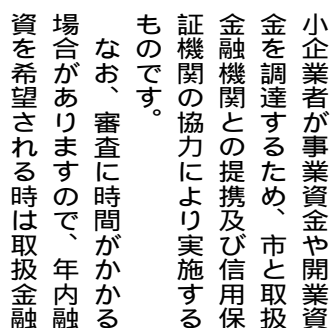 小企業者が事業資金や開業資
金を調達するため、市と取扱
金融機関との提携及び信用保
証機関の協力により実施する
ものです。
　なお、審査に時間がかかる
場合がありますので、年内融
資を希望される時は取扱金融